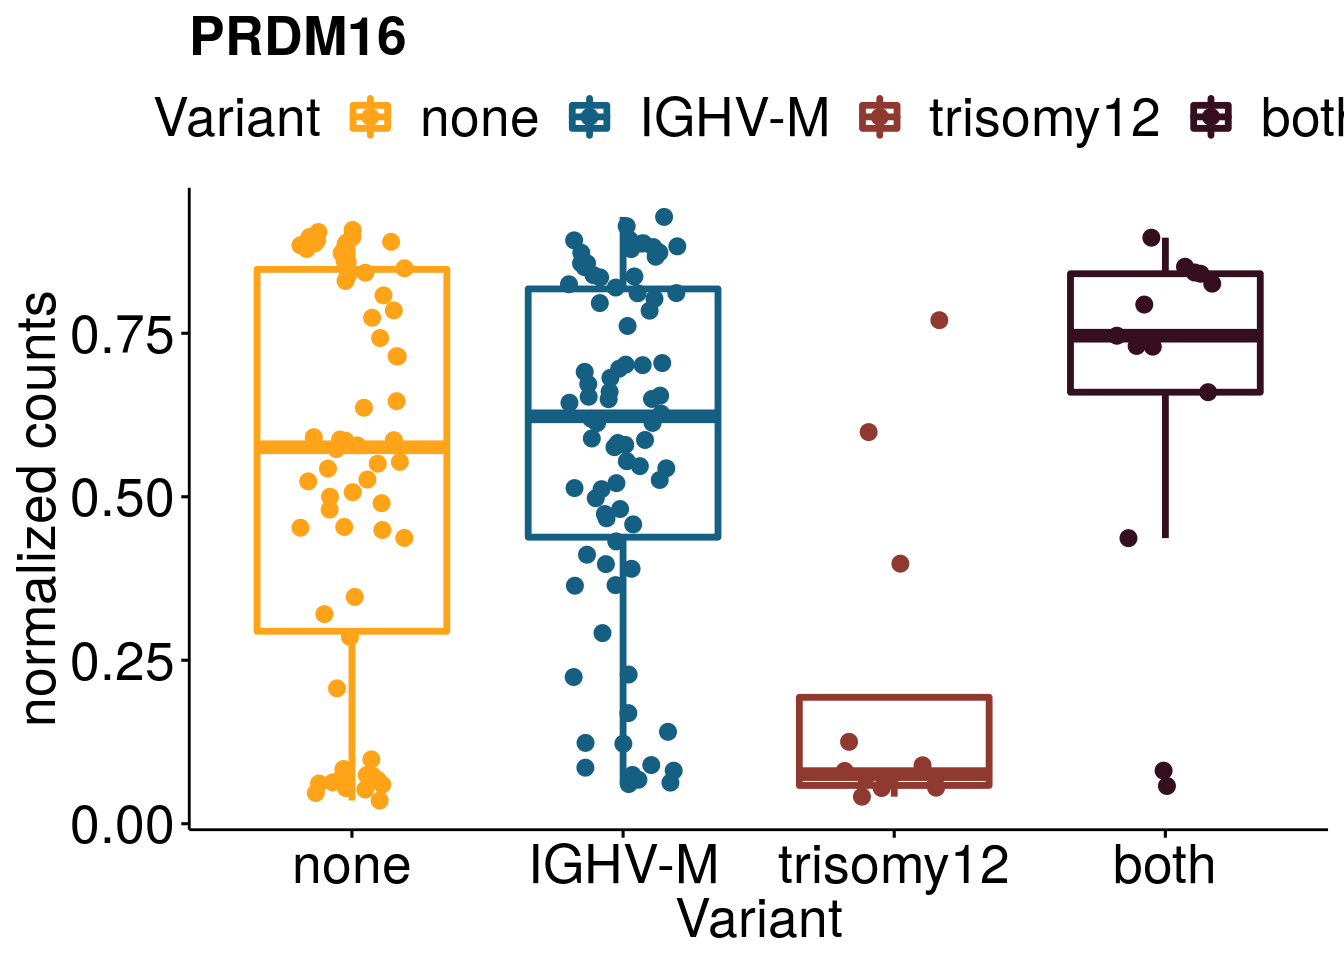 PRDM16
Variant none IGHV-M trisomy12 both
normalized counts
0.75
0.50
0.25
0.00
none IGHV-M trisomy12 both
Variant